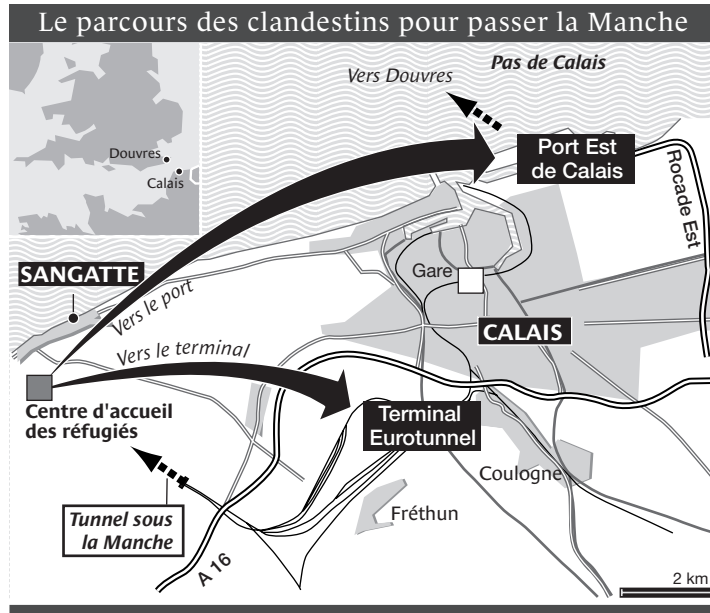 Le parcours des clandestins pour passer la Manche
Vers Douvres
Pas de Calais
Douvres
Calais
Port Est
de Calais
Rocade Est
SANGATTE
Gare
Vers le port
CALAIS
Vers le terminal
Centre d'accueil
des réfugiés
Terminal
Eurotunnel
Coulogne
Tunnel sous
la Manche
Fréthun
A 16
2 km